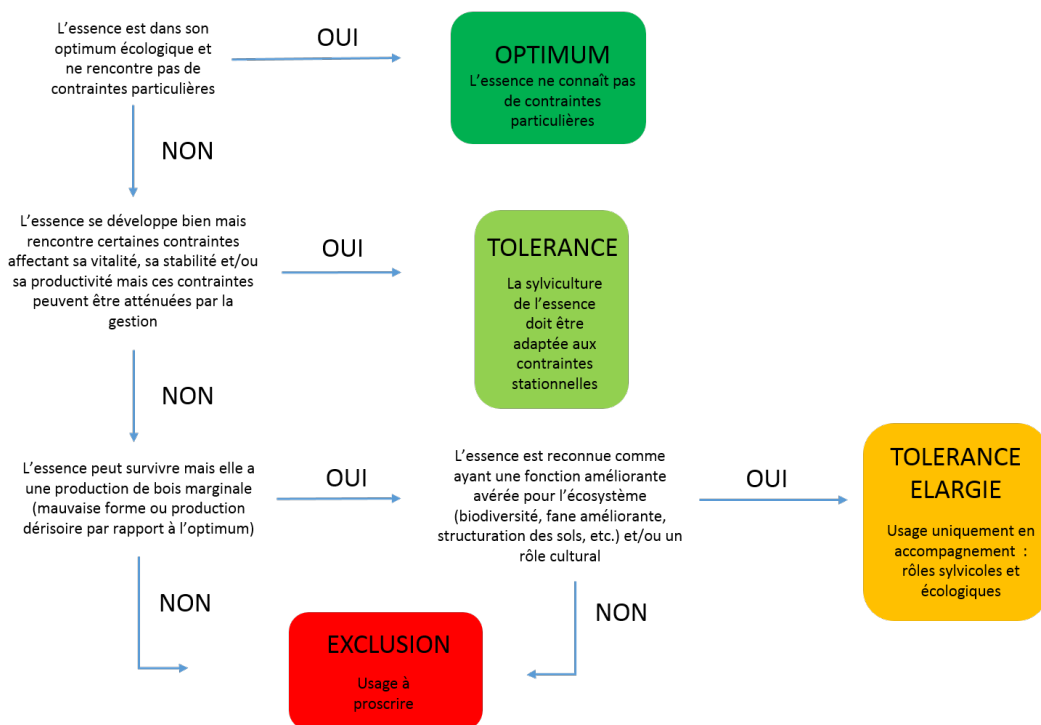 L'essence est dans son
optimum écologique et
ne rencontre pas de
contraintes particulières
OUI
OPTIMUM
L'essence ne connaît pas
de contraintes
particulières
NON
L'essence se développe bien mais
rencontre certaines contraintes
affectant sa vitalité, sa stabilité et/ou
sa productivité mais ces contraintes
peuvent être atténuées par la
gestion
OUI
TOLERANCE
La sylviculture
de l'essence
doit être
adaptée aux
contraintes
stationnelles
NON
L'essence peut survivre mais elle a
une production de bois marginale
(mauvaise forme ou production
dérisoire par rapport à l'optimum)
OUI
L'essence est reconnue comme
ayant une fonction améliorante
avérée pour l'écosystème
(biodiversité, fane améliorante,
structuration des sols, etc.) et/ou un
rôle cultural
OUI
TOLERANCE
ELARGIE
Usage uniquement en
accompagnement :
rôles sylvicoles et
écologiques
NON
NON
EXCLUSION
Usage à
proscrire